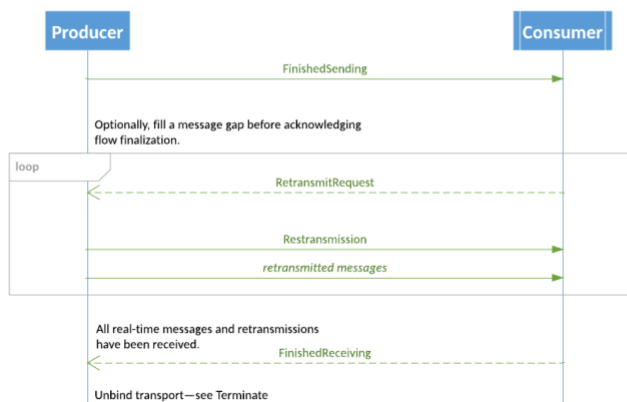 Producer
Consumer
FinishedSending
Optionally, fill a message gap before acknowledging
flow finalization.
loop
RetransmitRequest
Restransmission
retransmitted messages
All real-time messages and retransmissions
have been received.
FinishedReceiving
Unbind transport—see Terminate